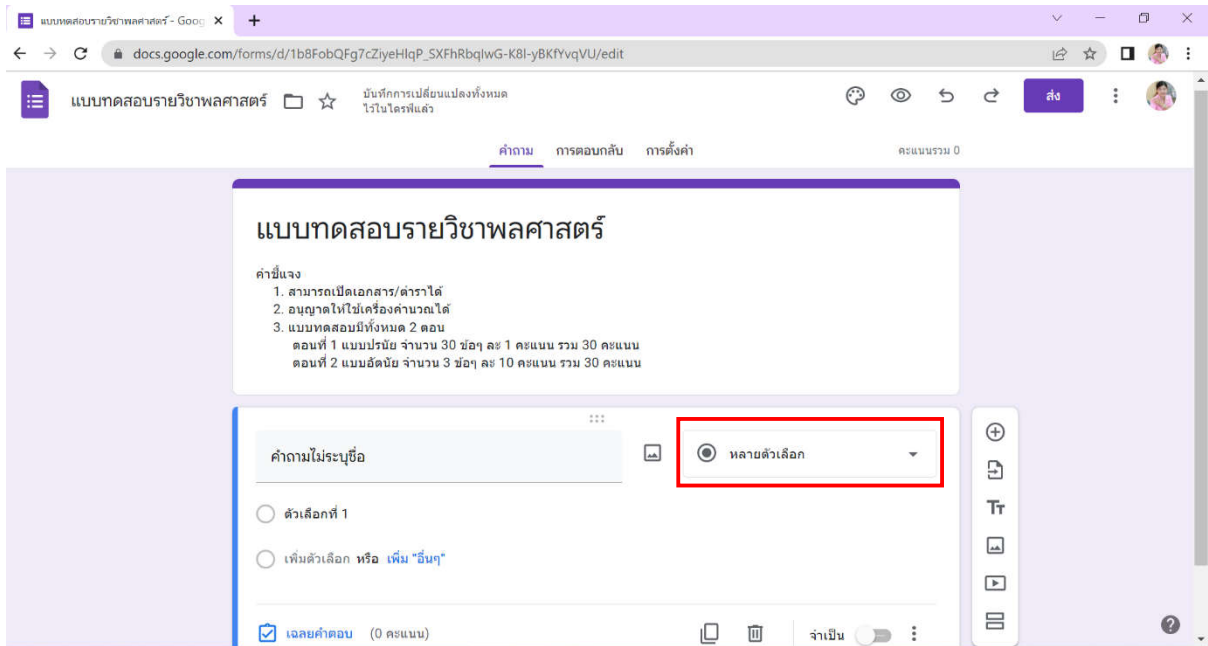 แบบทดสอบรายวิชาพลศาสตร์ - Goog
docs.google.com/forms/d/1b8FobQFg7cZiyeHlqP_SXFhRbqIwG-K8l-yBKfYvqVU/edit
แบบทดสอบรายวิชาพลศาสตร์
บันทึกการเปลี่ยนแปลงทั้งหมด
ไว้ในไดรฟ์แล้ว
ส่ง
คำถาม การตอบกลับ การตั้งค่า
คะแนนรวม 0
แบบทดสอบรายวิชาพลศาสตร์
คำชี้แจง
1. สามารถเปิดเอกสาร/ตำราได้
2. อนุญาตให้ใช้เครื่องคำนวณได้
3. แบบทดสอบมีทั้งหมด 2 ตอน
ตอนที่ 1 แบบปรนัย จำนวน 30 ข้อๆ ละ 1 คะแนน รวม 30 คะแนน
ตอนที่ 2 แบบอัตนัย จำนวน 3 ข้อๆ ละ 10 คะแนน รวม 30 คะแนน
คำถามไม่ระบุชื่อ
หลายตัวเลือก
ตัวเลือกที่ 1
เพิ่มตัวเลือก หรือ เพิ่ม "อื่นๆ"
เฉลยคำตอบ (0 คะแนน)
จำเป็น
Tт